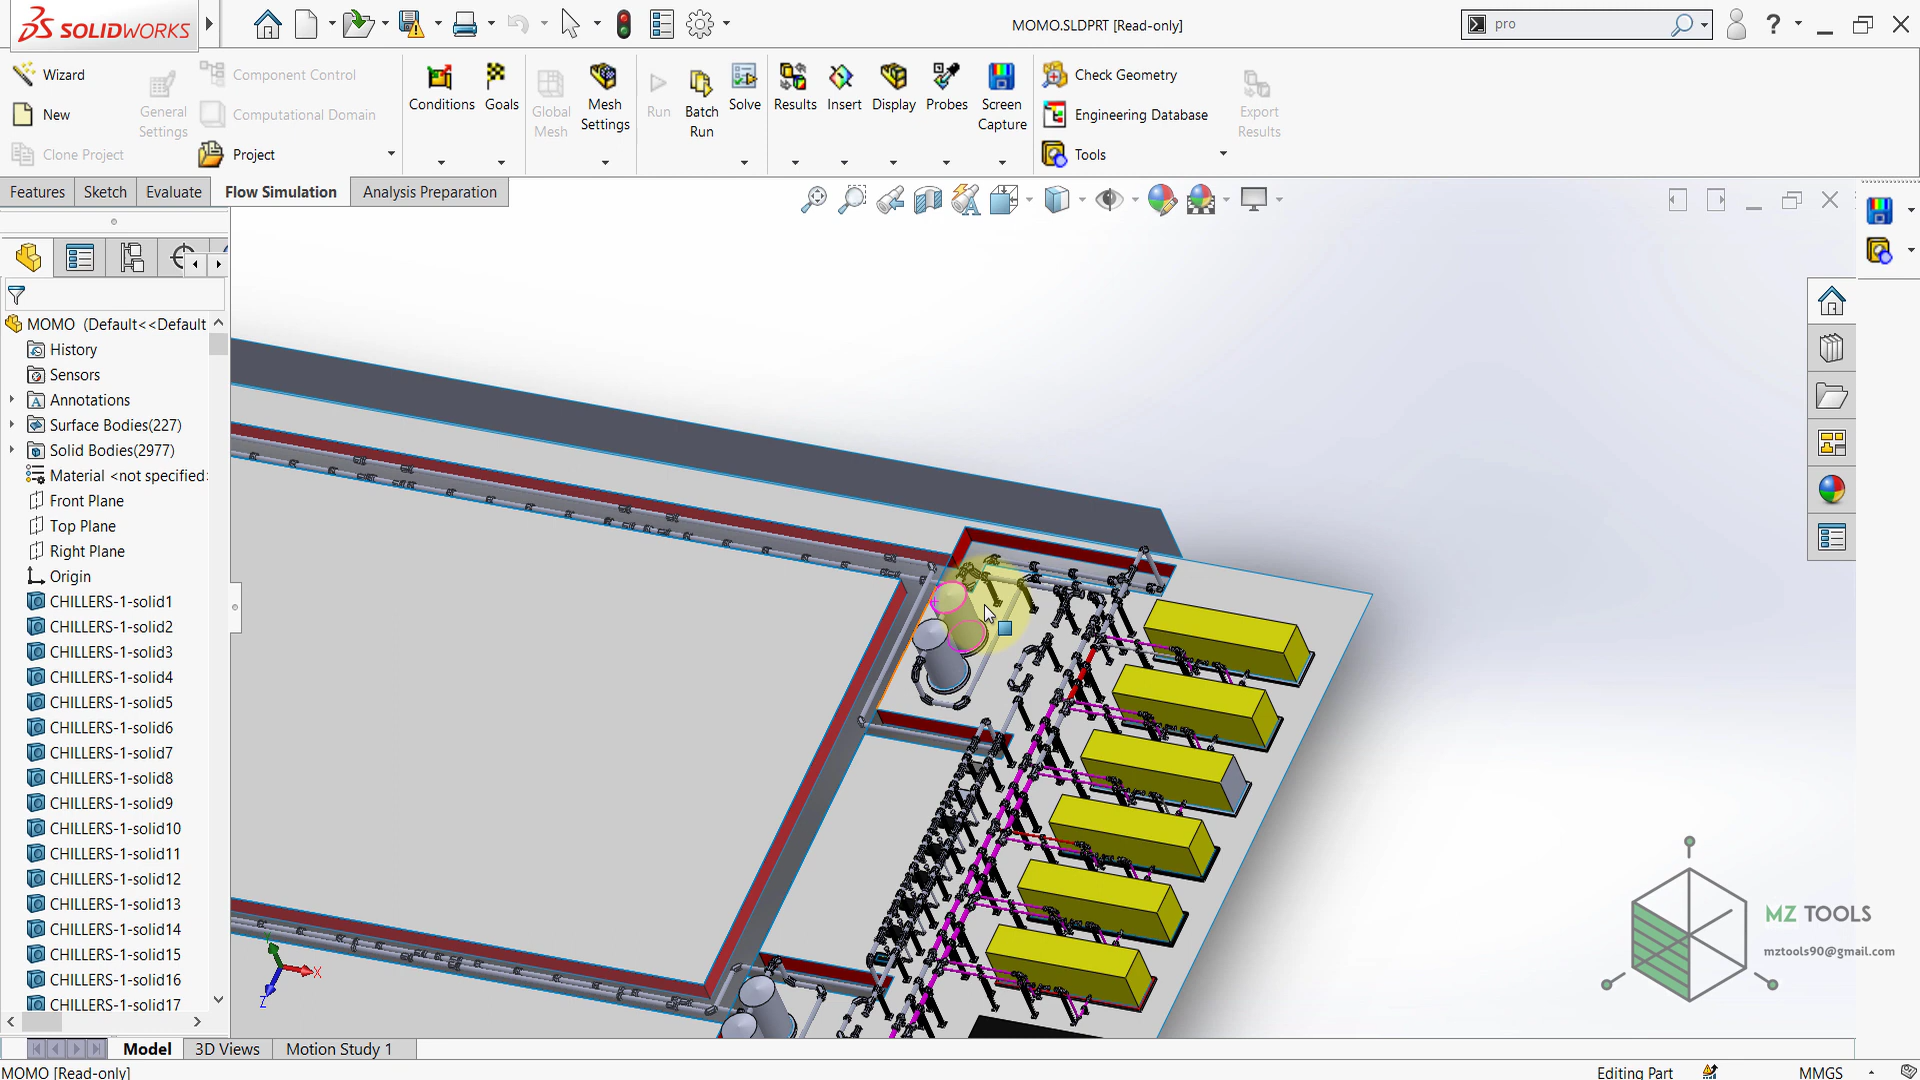 SOLIDWORKS
MOMO.SLDPRT [Read-only]
pro
Wizard
New
Clone Project
General Settings
Component Control
Computational Domain
Project
Conditions
Goals
Global Mesh
Mesh Settings
Run
Batch Run
Solve
Results
Insert
Display
Probes
Screen Capture
Check Geometry
Engineering Database
Tools
Export Results
Features
Sketch
Evaluate
Flow Simulation
Analysis Preparation
MOMO (Default<<Default
History
Sensors
Annotations
Surface Bodies(227)
Solid Bodies(2977)
Material <not specified>
Front Plane
Top Plane
Right Plane
Origin
CHILLERS-1-solid1
CHILLERS-1-solid2
CHILLERS-1-solid3
CHILLERS-1-solid4
CHILLERS-1-solid5
CHILLERS-1-solid6
CHILLERS-1-solid7
CHILLERS-1-solid8
CHILLERS-1-solid9
CHILLERS-1-solid10
CHILLERS-1-solid11
CHILLERS-1-solid12
CHILLERS-1-solid13
CHILLERS-1-solid14
CHILLERS-1-solid15
CHILLERS-1-solid16
CHILLERS-1-solid17
X
Z
MZ TOOLS
mztools90@gmail.com
Model
3D Views
Motion Study 1
MOMO [Read-only]
Editing Part
MMGS